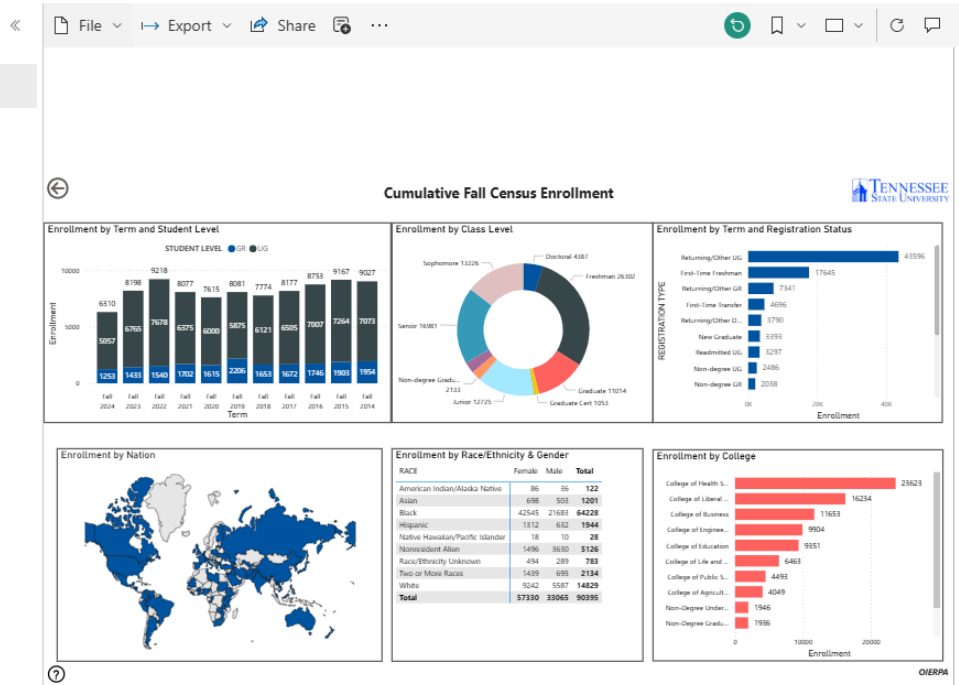 File Export Share
Cumulative Fall Census Enrollment
TENNESSEE
STATE UNIVERSITY
Enrollment by Term and Student Level
STUDENT LEVEL GR UG
Enrollment
10000
5000
0
6310 8198 9218 8077 7615 8081 7774 8177 8753 9167 9027
5057 6765 7678 6375 6000 5875 6121 6505 7007 7264 7073
1253 1433 1540 1702 1615 2206 1653 1672 1746 1903 1954
Fall Fall Fall Fall Fall Fall Fall Fall Fall Fall Fall
2024 2023 2022 2021 2020 2019 2018 2017 2016 2015 2014
Term
Enrollment by Class Level
Doctoral 4387
Sophomore 13226
Freshman 26302
Senior 16981
Non-degree Gradu...
2133
Graduate 11014
Junior 12725
Graduate Cert 1053
Enrollment by Term and Registration Status
REGISTRATION TYPE
Returning/Other UG 43596
First-Time Freshman 17645
Returning/Other GR 7341
First-Time Transfer 4696
Returning/Other D... 3790
New Graduate 3393
Readmitted UG 3297
Non-degree UG 2486
Non-degree GR 2038
0K 20K 40K
Enrollment
Enrollment by Nation
Enrollment by Race/Ethnicity & Gender
RACE Female Male Total
American Indian/Alaska Native 86 36 122
Asian 698 503 1201
Black 42545 21683 64228
Hispanic 1312 632 1944
Native Hawaiian/Pacific Islander 18 10 28
Nonresident Alien 1496 3630 5126
Race/Ethnicity Unknown 494 289 783
Two or More Races 1439 695 2134
White 9242 5587 14829
Total 57330 33065 90395
Enrollment by College
College of Health S... 23623
College of Liberal ... 16234
College of Business 11653
College of Enginee... 9904
College of Education 9351
College of Life and ... 6463
College of Public S... 4493
College of Agricult... 4049
Non-Degree Under... 1946
Non-Degree Gradu... 1936
0 10000 20000
Enrollment
OIERPA